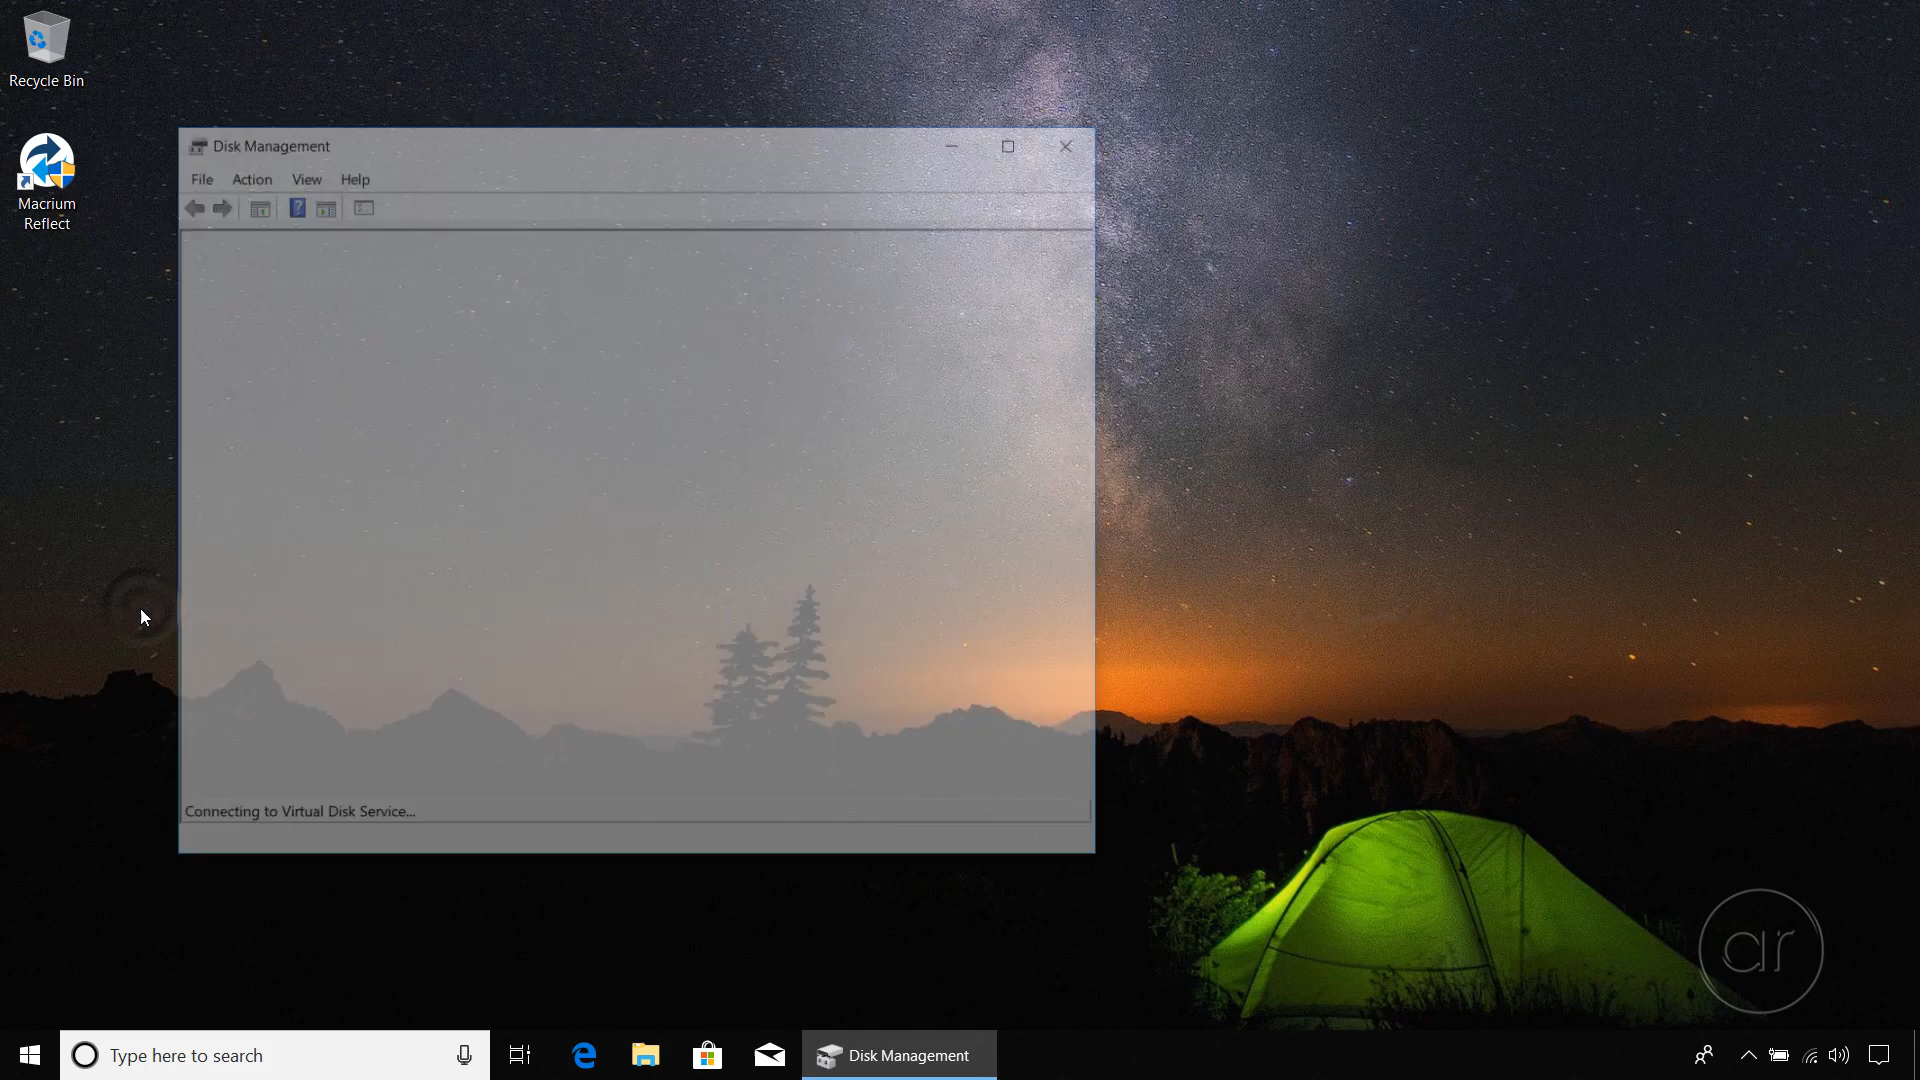 Recycle Bin
Macrium
Reflect
Disk Management
File Action View Help
Connecting to Virtual Disk Service...
ar
Type here to search
Disk Management